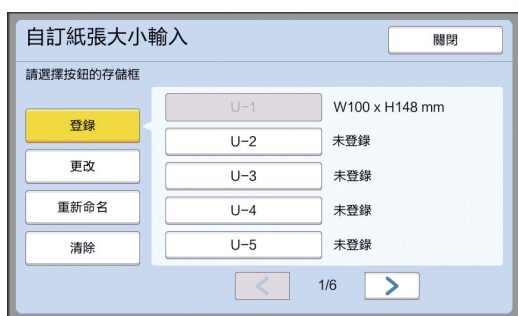 自訂紙張大小輸入
關閉
請選擇按鈕的存儲框
登錄
U-1 W100 x H148 mm
U-2 未登錄
更改
U-3 未登錄
重新命名
U-4 未登錄
清除
U-5 未登錄
< 1/6 >